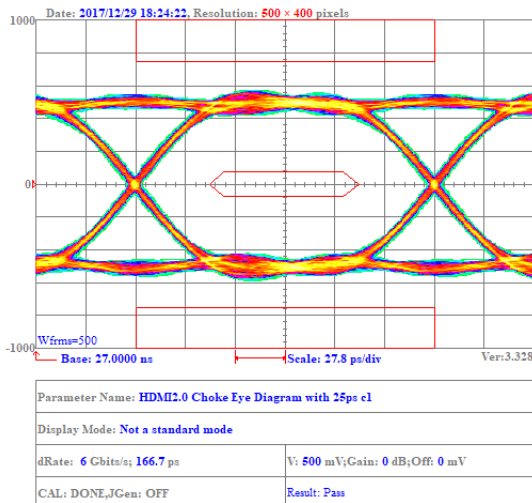 Date: 2017/12/29 18:24:22, Resolution: 500 × 400 pixels
1000
0
-1000
Wfrms=500
Base: 27.0000 ns
Scale: 27.8 ps/div
Ver:3.328
Parameter Name: HDMI2.0 Choke Eye Diagram with 25ps c1
Display Mode: Not a standard mode
dRate: 6 Gbits/s; 166.7 ps
V: 500 mV;Gain: 0 dB;Off: 0 mV
CAL: DONE,JGen: OFF
Result: Pass